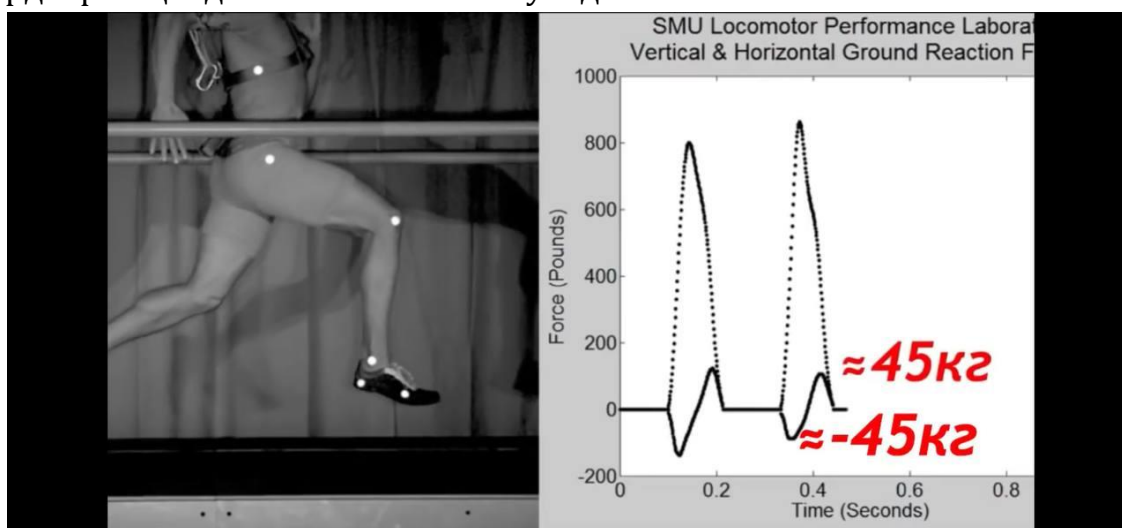 SMU Locomotor Performance Laborat
Vertical & Horizontal Ground Reaction F
1000
800
600
400
200
0
-200
Force (Pounds)
≈45кг
≈-45кг
0 0.2 0.4 0.6 0.8
Time (Seconds)